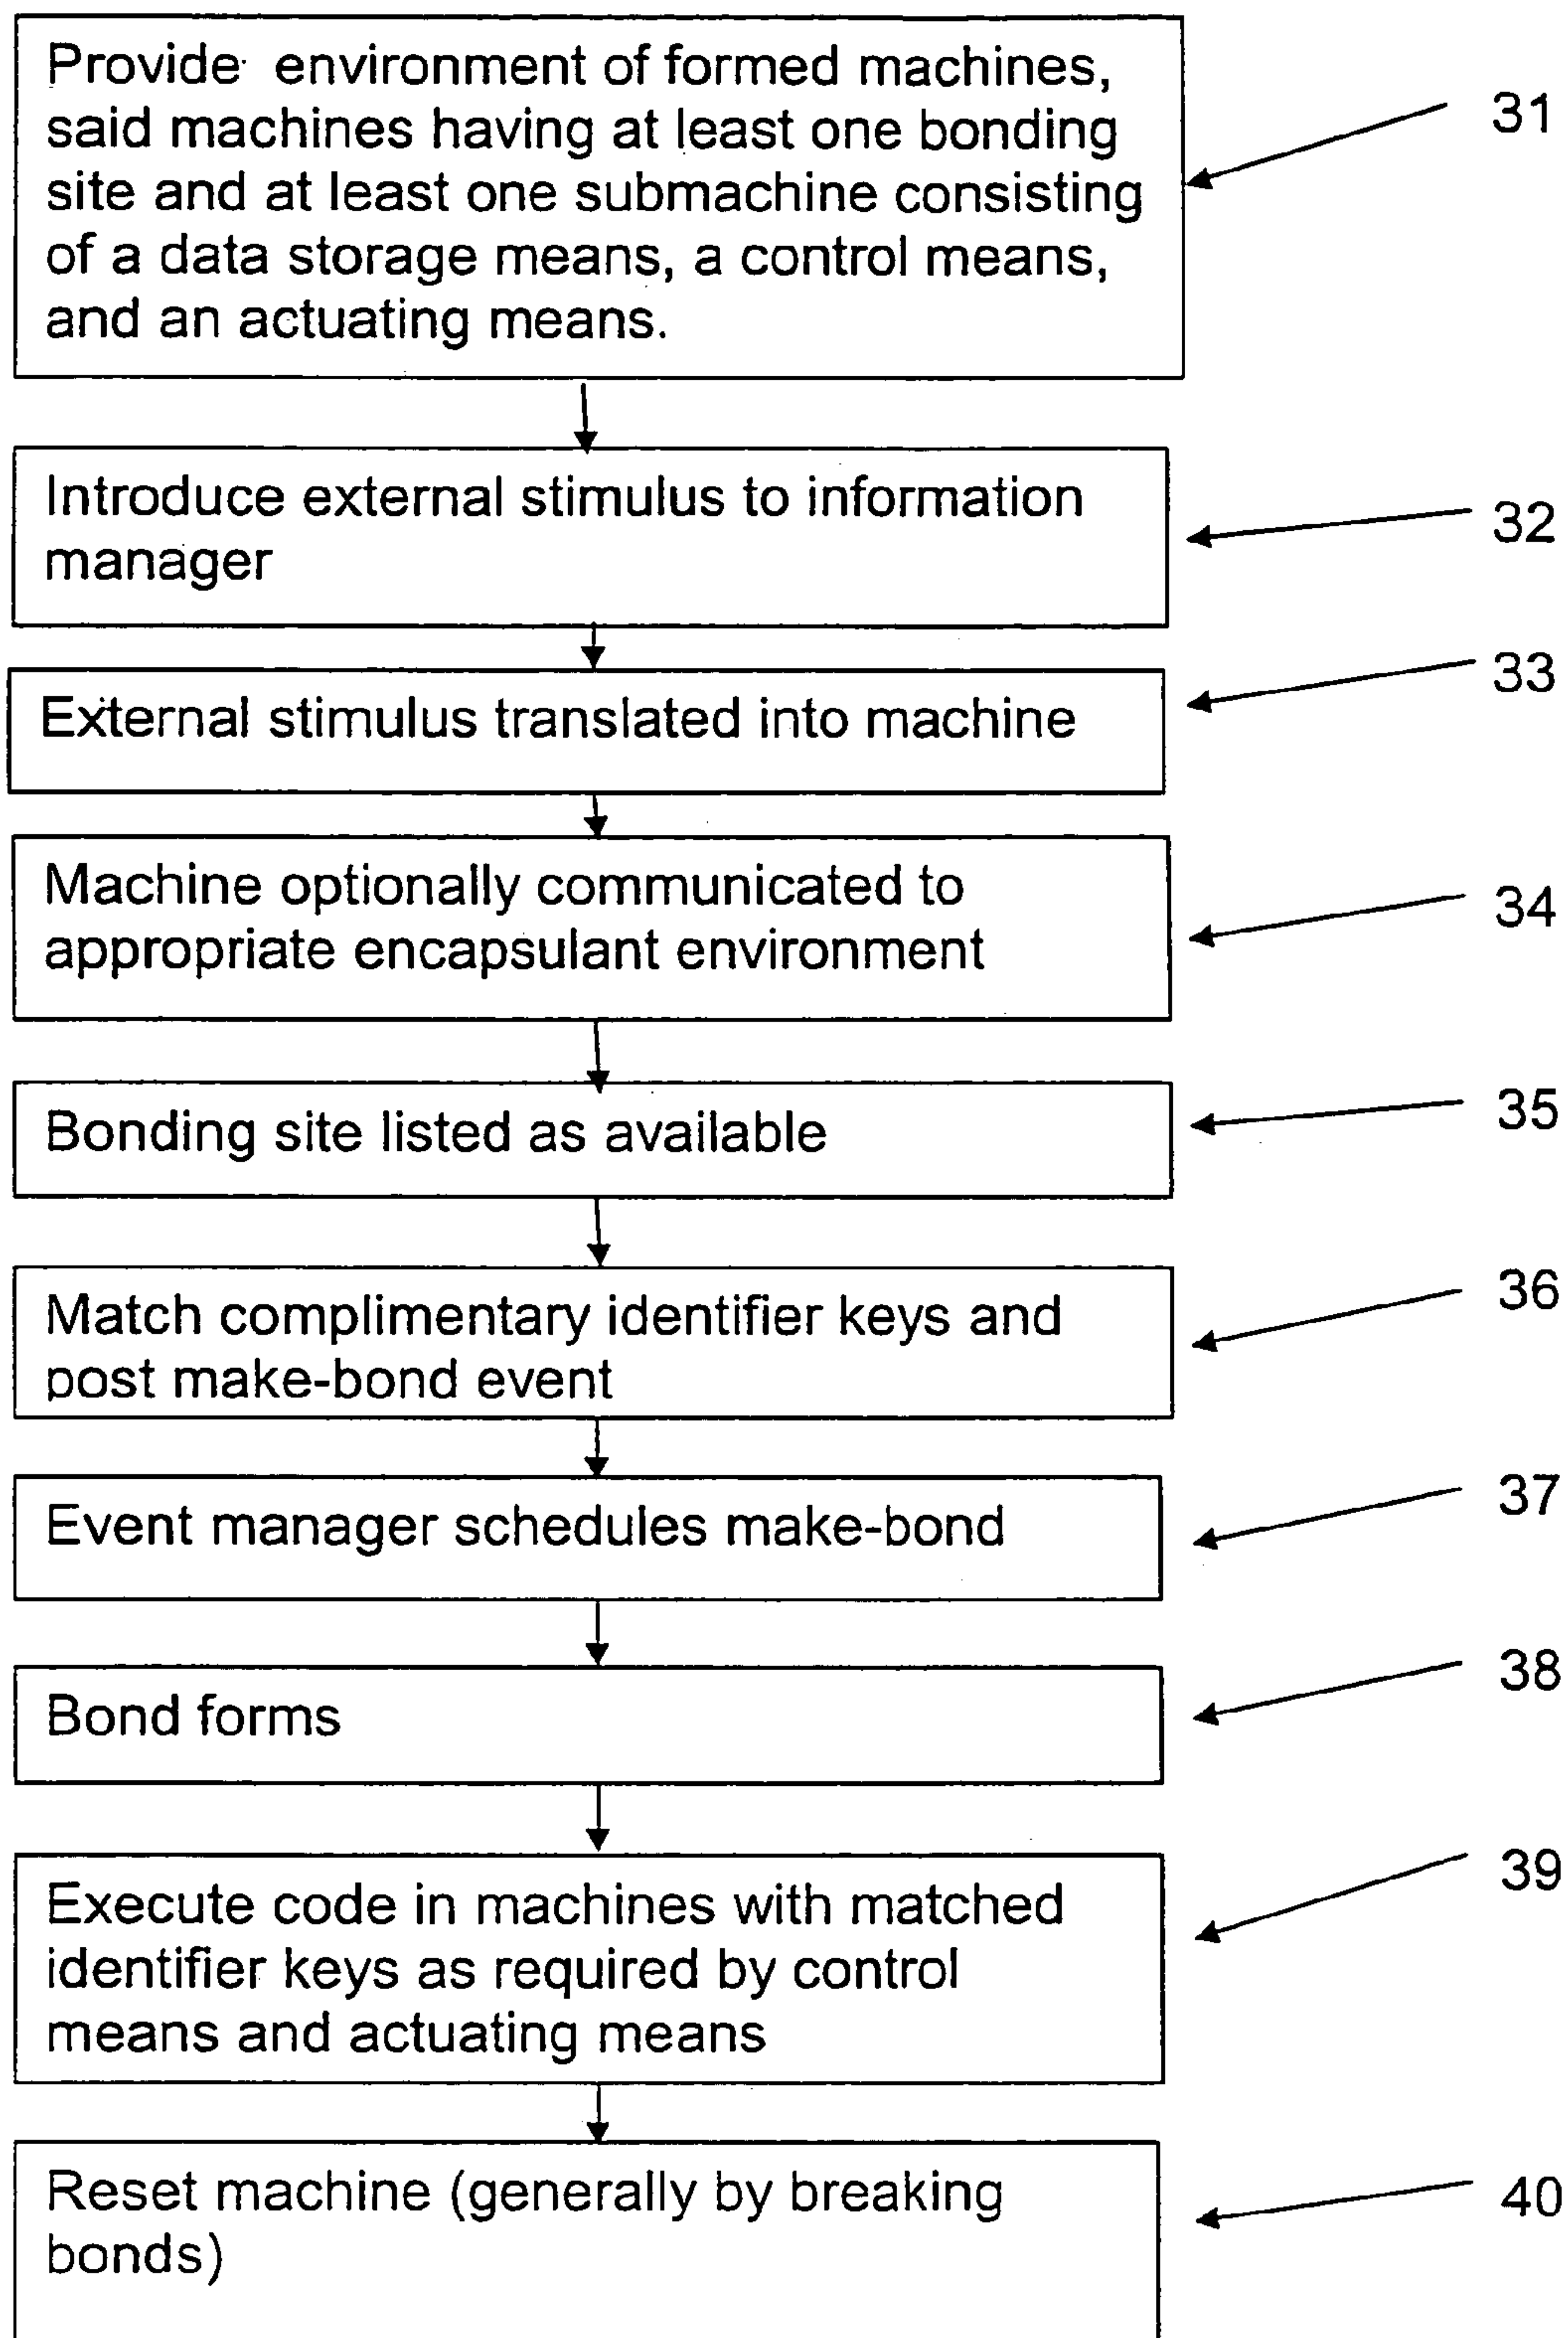 Provide environment of formed machines,
said machines having at least one bonding
site and at least one submachine consisting
of a data storage means, a control means,
and an actuating means.
31
Introduce external stimulus to information
manager
32
External stimulus translated into machine
33
Machine optionally communicated to
appropriate encapsulant environment
34
Bonding site listed as available
35
Match complimentary identifier keys and
post make-bond event
36
Event manager schedules make-bond
37
Bond forms
38
Execute code in machines with matched
identifier keys as required by control
means and actuating means
39
Reset machine (generally by breaking
bonds)
40